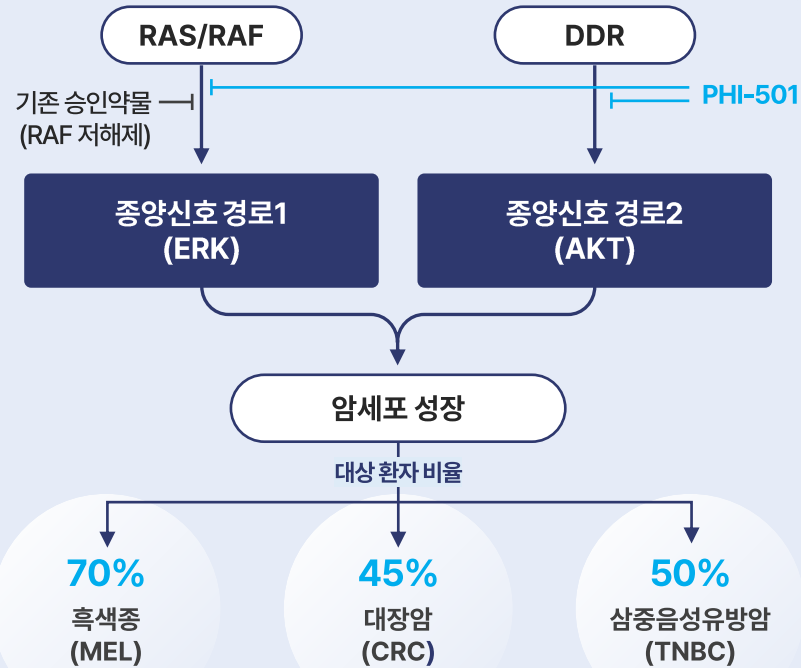 RAS/RAF
DDR
기존 승인약물
(RAF 저해제)
PHI-501
종양신호 경로1
(ERK)
종양신호 경로2
(AKT)
암세포 성장
대상 환자 비율
70%
흑색종
(MEL)
45%
대장암
(CRC)
50%
삼중음성유방암
(TNBC)